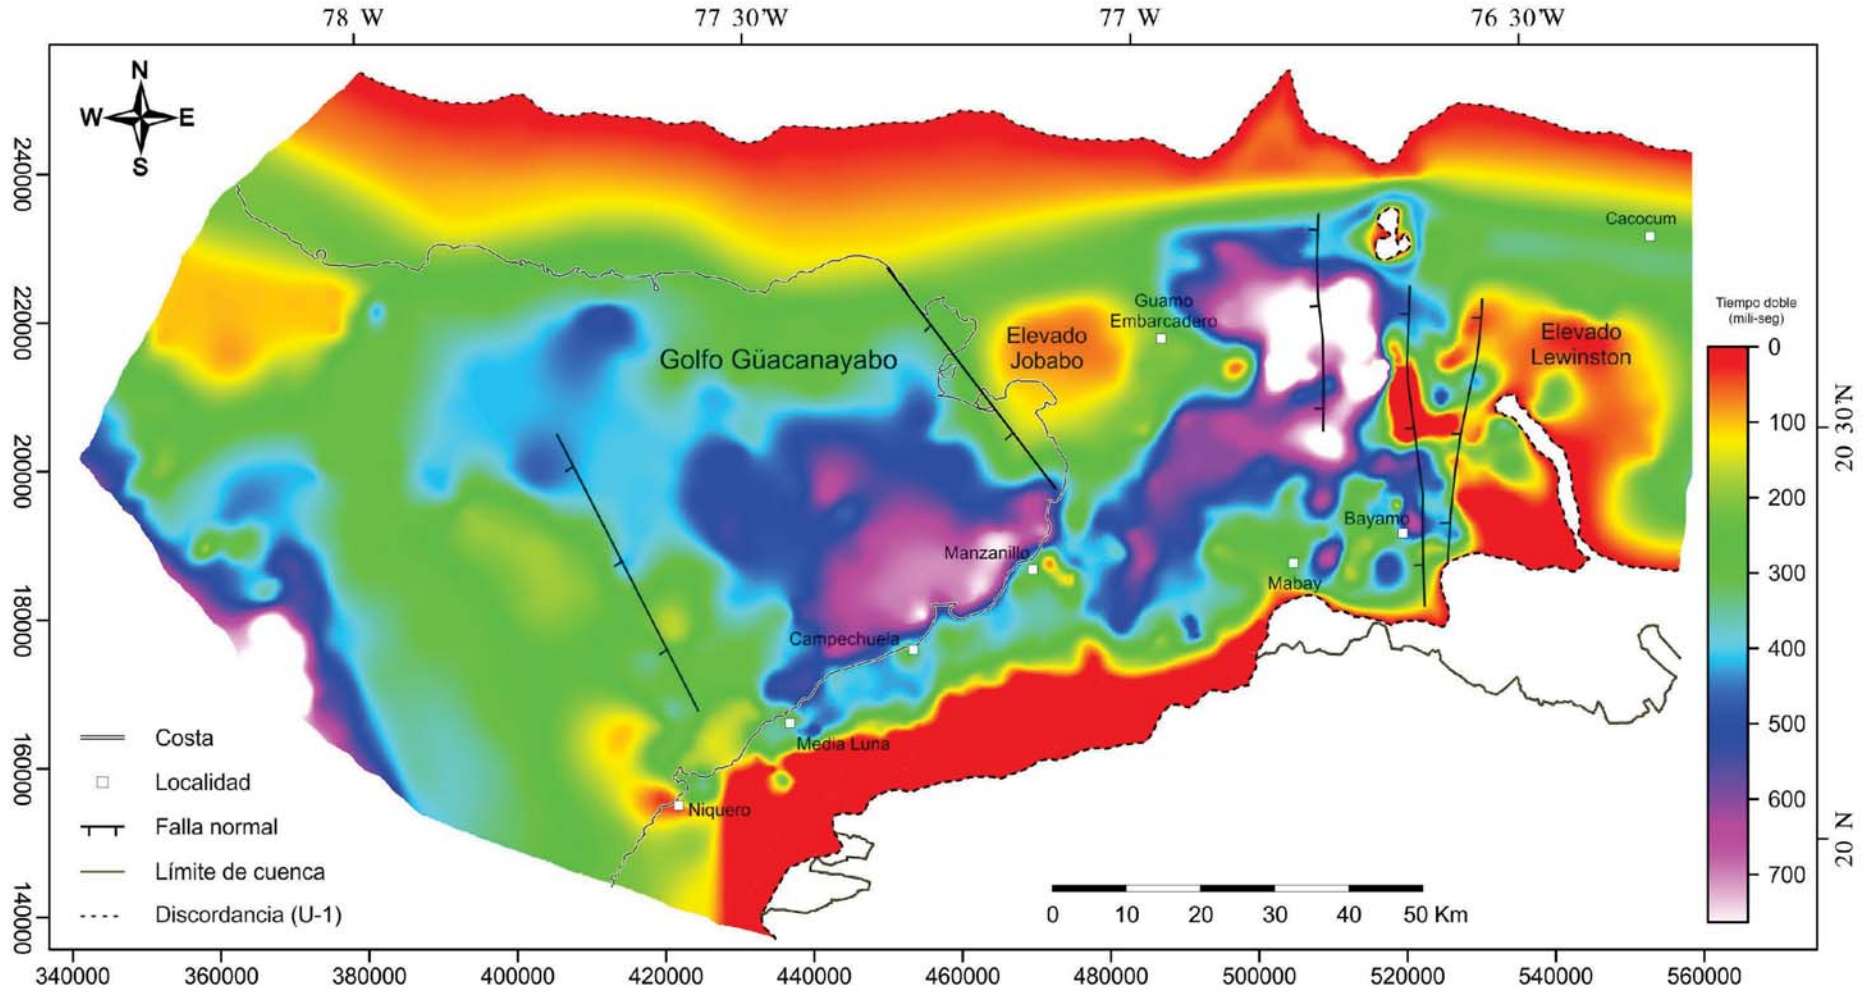 78 W
77 30'W
77 W
76 30'W
N
W
E
S
240000
220000
200000
180000
160000
140000
Cacocum
Guamo
Embarcadero
Elevado
Jobabo
Elevado
Lewinston
Golfo Güacanayabo
Manzanillo
Bayamo
Mabay
Campechuela
Media Luna
Niquero
Tiempo doble
(mili-seg)
0
100
200
300
400
500
600
700
20 30'N
20 N
Costa
Localidad
Falla normal
Límite de cuenca
Discordancia (U-1)
0 10 20 30 40 50 Km
340000 360000 380000 400000 420000 440000 460000 480000 500000 520000 540000 560000